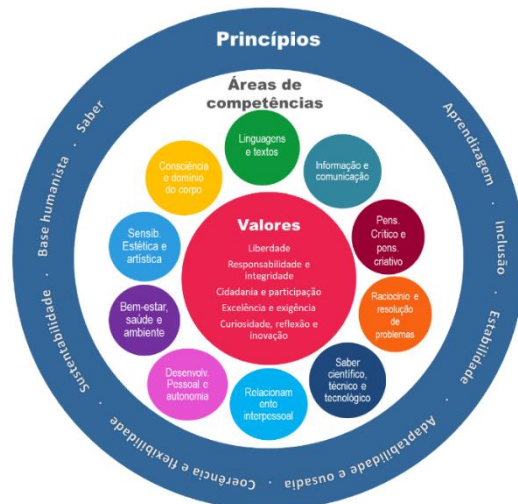 Princípios
Áreas de
competências
Linguagens
e textos
Informação e
comunicação
Pens.
Crítico e
pons.
criativo
Raciocínio e
resolução
de
problemas
Saber
científico,
técnico e
tecnológico
Relacionam
ento
interpessoal
Desenvolv.
Pessoal e
autonomia
Bem-estar,
saúde e
ambiente
Sensib.
Estética e
artística
Consciência
e domínio
do corpo
Valores
Liberdade
Responsabilidade e
integridade
Cidadania e participação
Excelência e exigência
Curiosidade, reflexão e
inovação
Aprendizagem · Inclusão · Estabilidade · Adaptabilidade e ousadia · Coerência e flexibilidade · Sustentabilidade · Base humanista · Saber